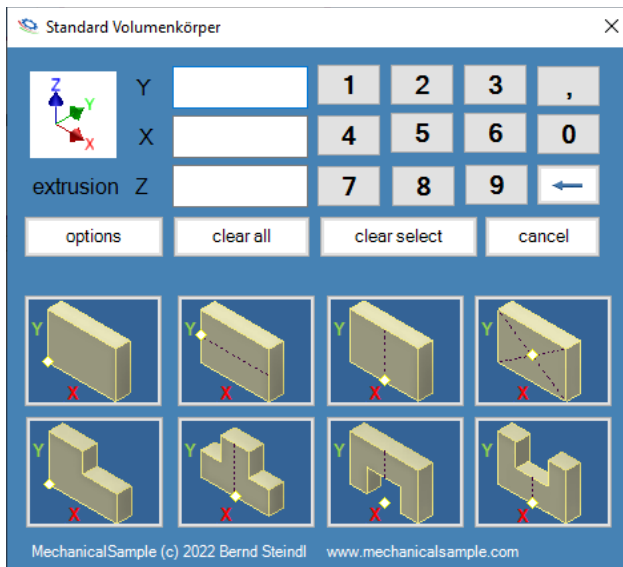 Standard Volumenkörper
Z
Y
X
Y
1 2 3 ,
X
4 5 6 0
extrusion Z
7 8 9
options clear all clear select cancel
Y Y Y Y
X X X X
Y Y Y Y
X X X X
MechanicalSample (c) 2022 Bernd Steindl www.mechanicalsample.com